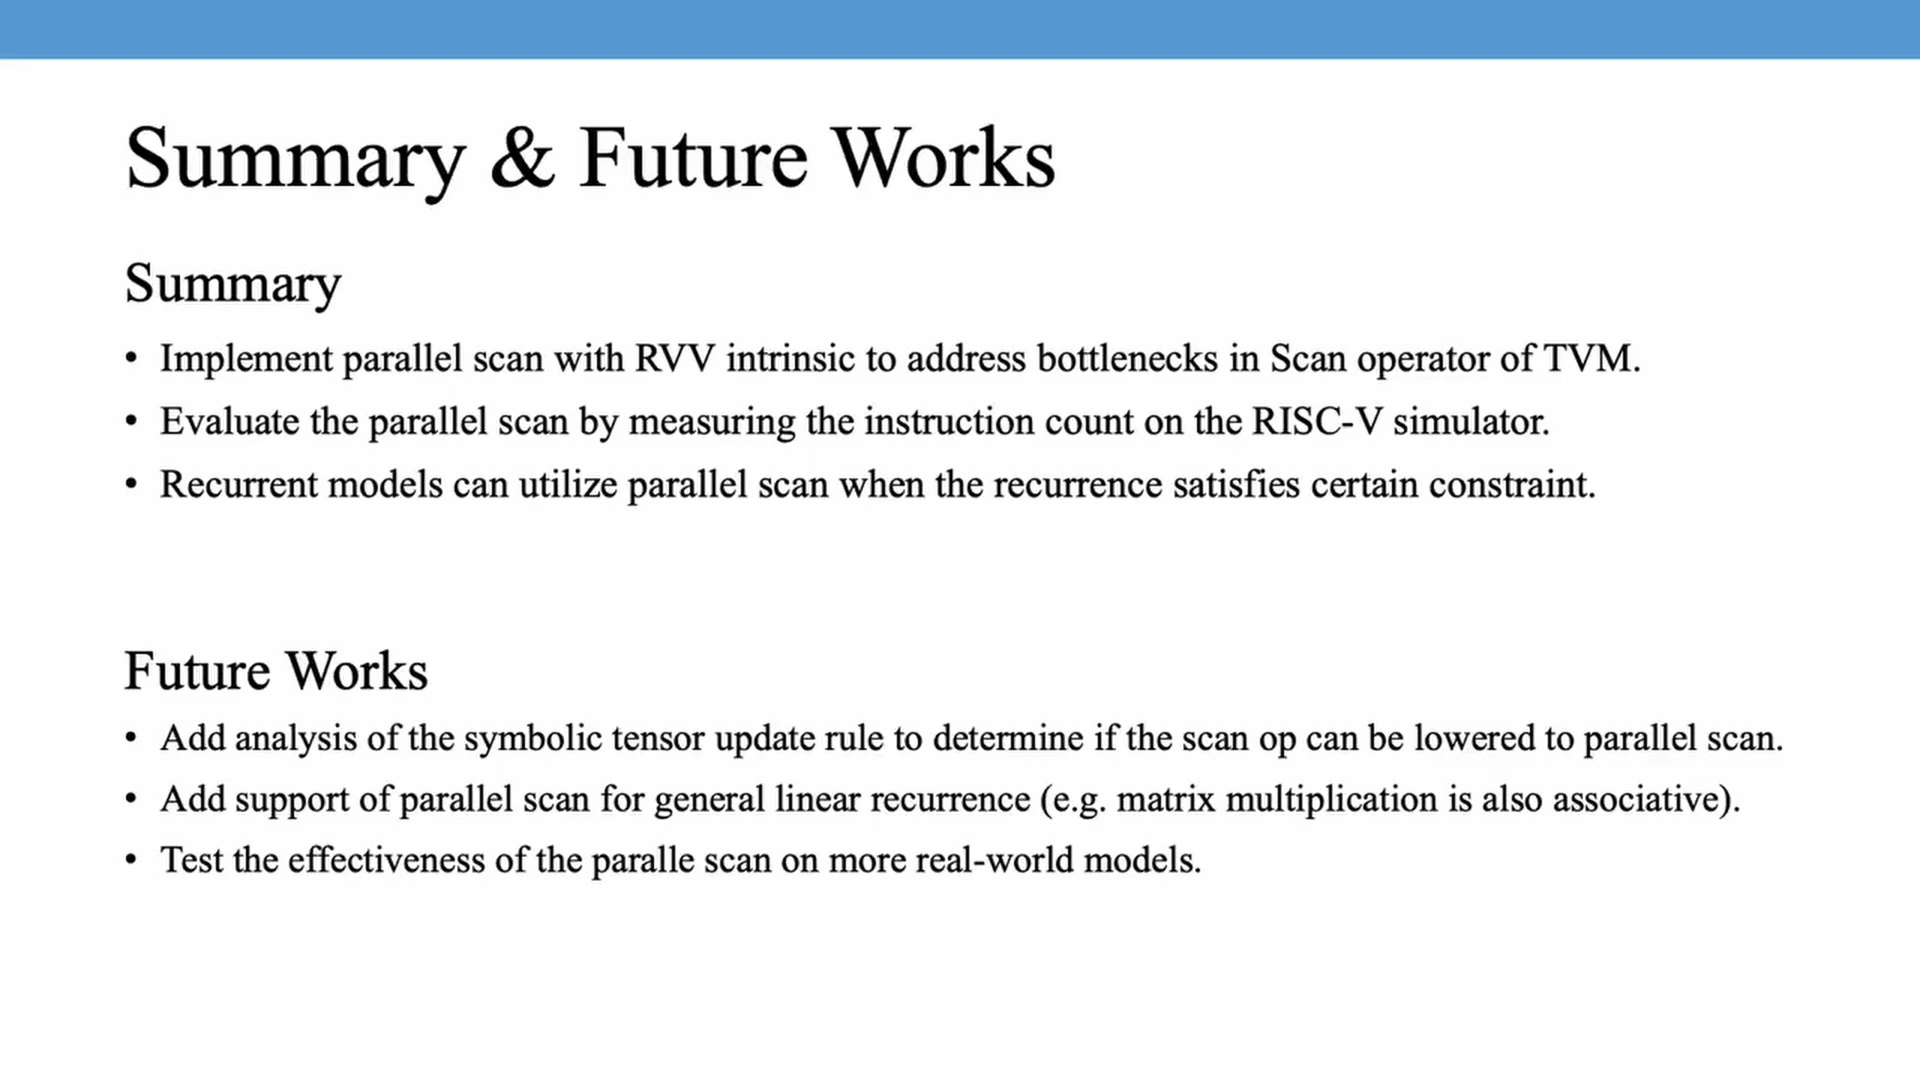 Summary & Future Works
Summary
• Implement parallel scan with RVV intrinsic to address bottlenecks in Scan operator of TVM.
• Evaluate the parallel scan by measuring the instruction count on the RISC-V simulator.
• Recurrent models can utilize parallel scan when the recurrence satisfies certain constraint.
Future Works
• Add analysis of the symbolic tensor update rule to determine if the scan op can be lowered to parallel scan.
• Add support of parallel scan for general linear recurrence (e.g. matrix multiplication is also associative).
• Test the effectiveness of the paralle scan on more real-world models.